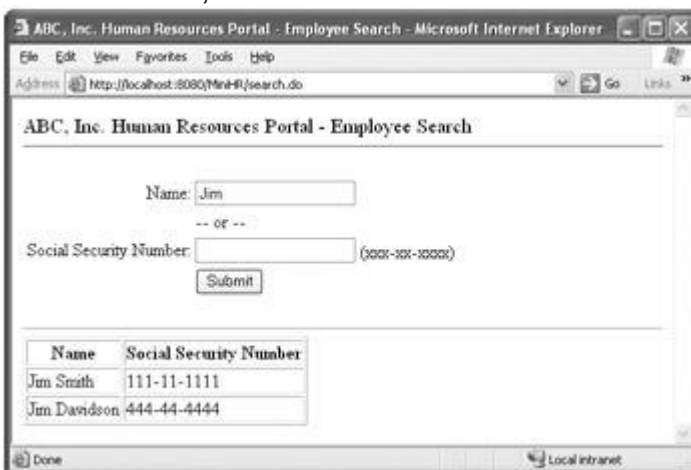 ABC, Inc. Human Resources Portal - Employee Search - Microsoft Internet Explorer
File Edit View Favorites Tools Help
Address http://localhost:8080/MiniHR/search.do Go Links »
ABC, Inc. Human Resources Portal - Employee Search
Name: Jim
-- or --
Social Security Number: (xxx-xx-xxxx)
Submit
Name Social Security Number
Jim Smith 111-11-1111
Jim Davidson 444-44-4444
Done Local intranet